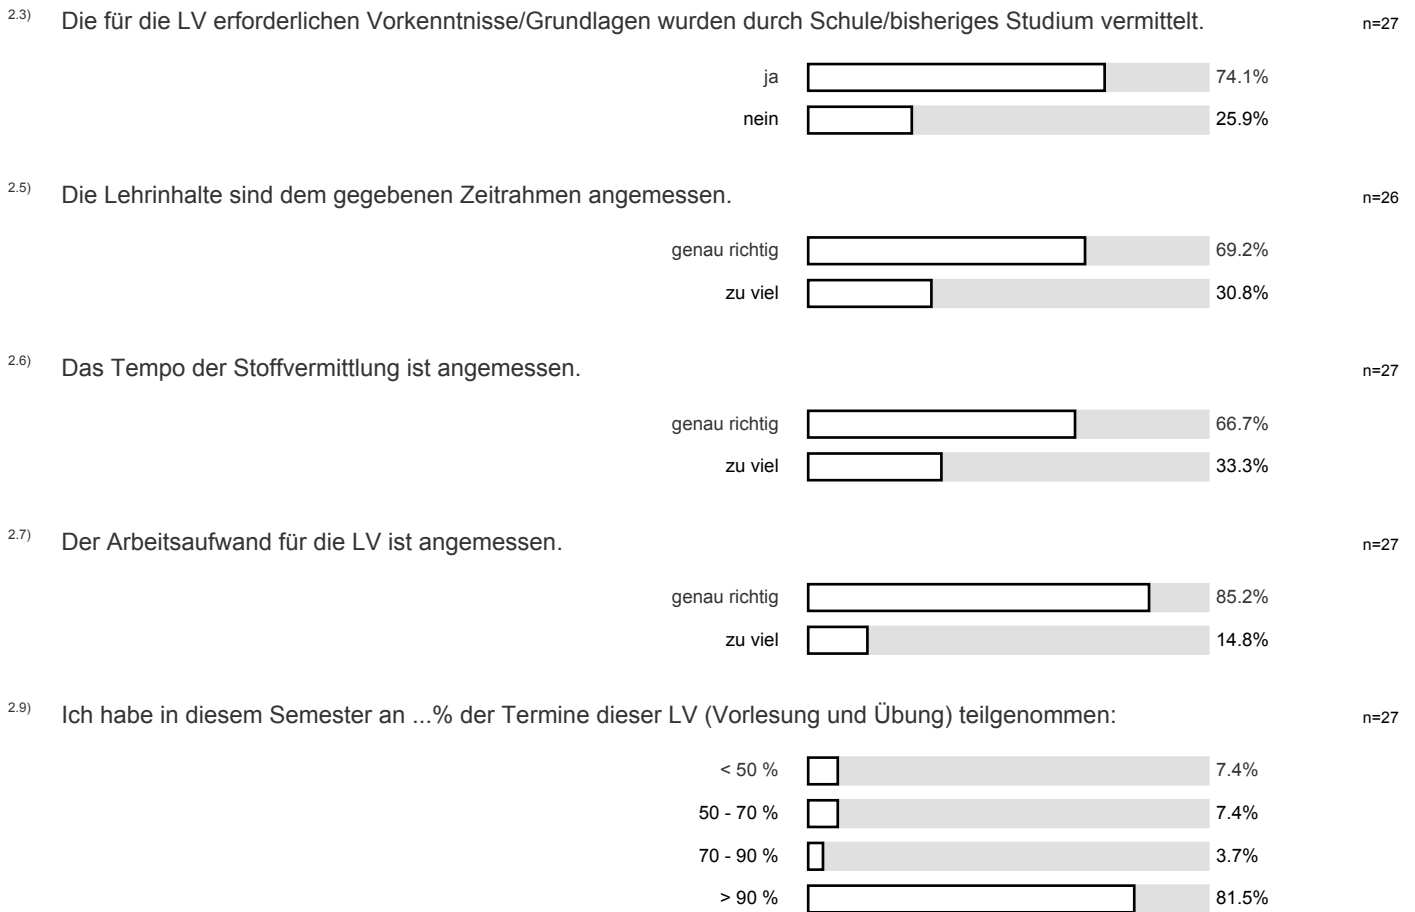 2.3) Die für die LV erforderlichen Vorkenntnisse/Grundlagen wurden durch Schule/bisheriges Studium vermittelt. n=27
ja 74.1%
nein 25.9%
2.5) Die Lehrinhalte sind dem gegebenen Zeitrahmen angemessen. n=26
genau richtig 69.2%
zu viel 30.8%
2.6) Das Tempo der Stoffvermittlung ist angemessen. n=27
genau richtig 66.7%
zu viel 33.3%
2.7) Der Arbeitsaufwand für die LV ist angemessen. n=27
genau richtig 85.2%
zu viel 14.8%
2.9) Ich habe in diesem Semester an ...% der Termine dieser LV (Vorlesung und Übung) teilgenommen: n=27
< 50 % 7.4%
50 - 70 % 7.4%
70 - 90 % 3.7%
> 90 % 81.5%